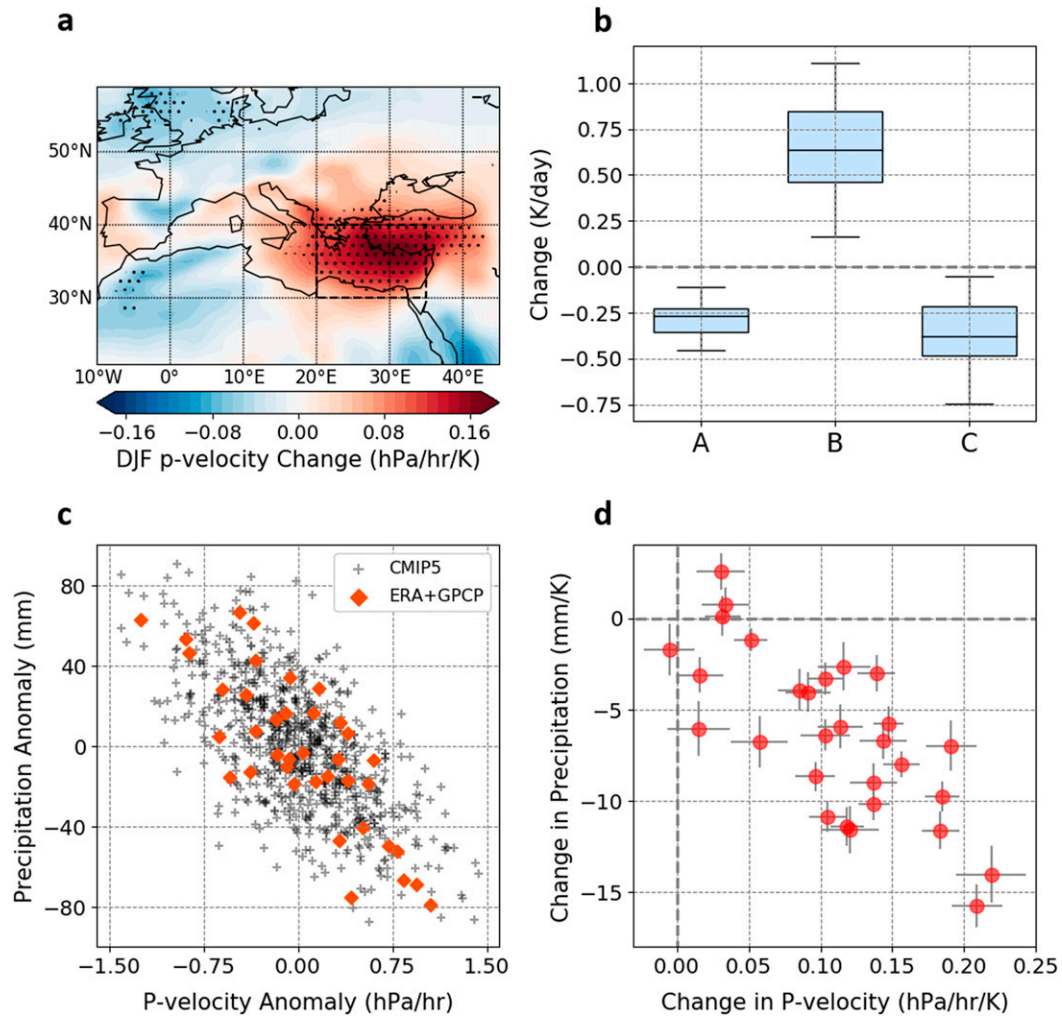 a
50°N
40°N
30°N
10°W 0° 10°E 20°E 30°E 40°E
−0.16 −0.08 0.00 0.08 0.16
DJF p-velocity Change (hPa/hr/K)
b
Change (K/day)
1.00
0.75
0.50
0.25
0.00
−0.25
−0.50
−0.75
A B C
c
Precipitation Anomaly (mm)
80
40
0
−40
−80
CMIP5
ERA+GPCP
−1.50 −0.75 0.00 0.75 1.50
P-velocity Anomaly (hPa/hr)
d
Change in Precipitation (mm/K)
0
−5
−10
−15
0.00 0.05 0.10 0.15 0.20 0.25
Change in P-velocity (hPa/hr/K)